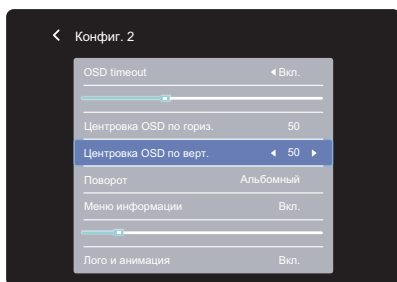 Конфиг. 2
OSD timeout Вкл.
Центровка OSD по гориз. 50
Центровка OSD по верт. 50
Поворот Альбомный
Меню информации Вкл.
Лого и анимация Вкл.